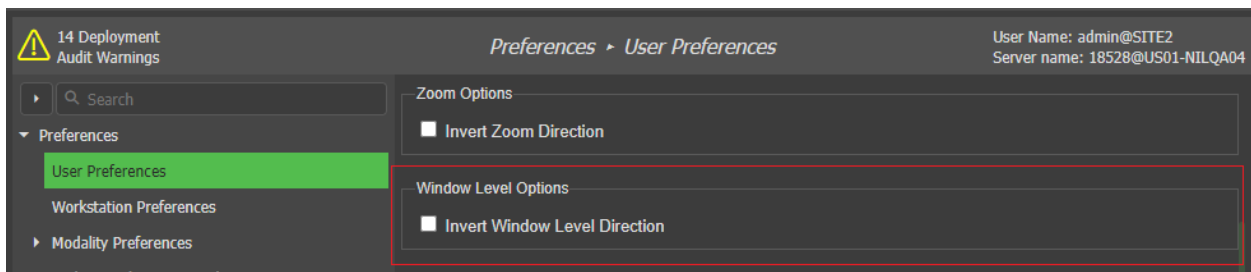 14 Deployment
Audit Warnings
Preferences ▸ User Preferences
User Name: admin@SITE2
Server name: 18528@US01-NILQA04
Search
Preferences
User Preferences
Workstation Preferences
Modality Preferences
Zoom Options
Invert Zoom Direction
Window Level Options
Invert Window Level Direction